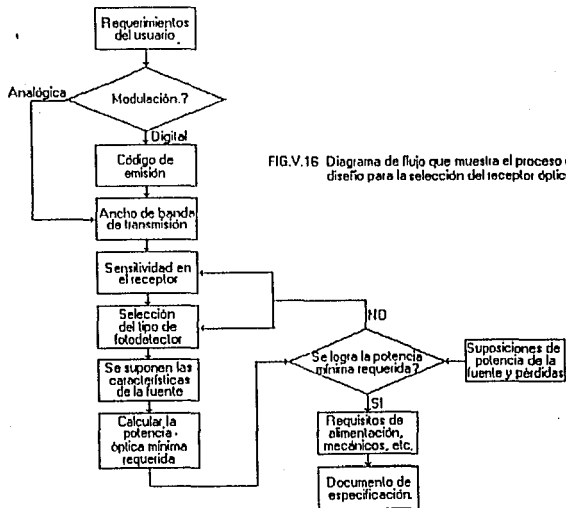 Requerimientos
del usuario
Analógica
Modulación.?
Digital
Código de
emisión
FIG.V.16 Diagrama de flujo que muestra el proceso
diseño para la selección del receptor óptic
Ancho de banda
de transmisión
Sensitividad en
el receptor
Selección
del tipo de
fotodetector
Se suponen las
características
de la fuente
Calcular la
potencia
óptica mínima
requerida
NO
Se logra la potencia
mínima requerida?
Suposiciones de
potencia de la
fuente y pérdidas
SI
Requisitos de
alimentación,
mecánicos, etc.
Documento de
especificación.